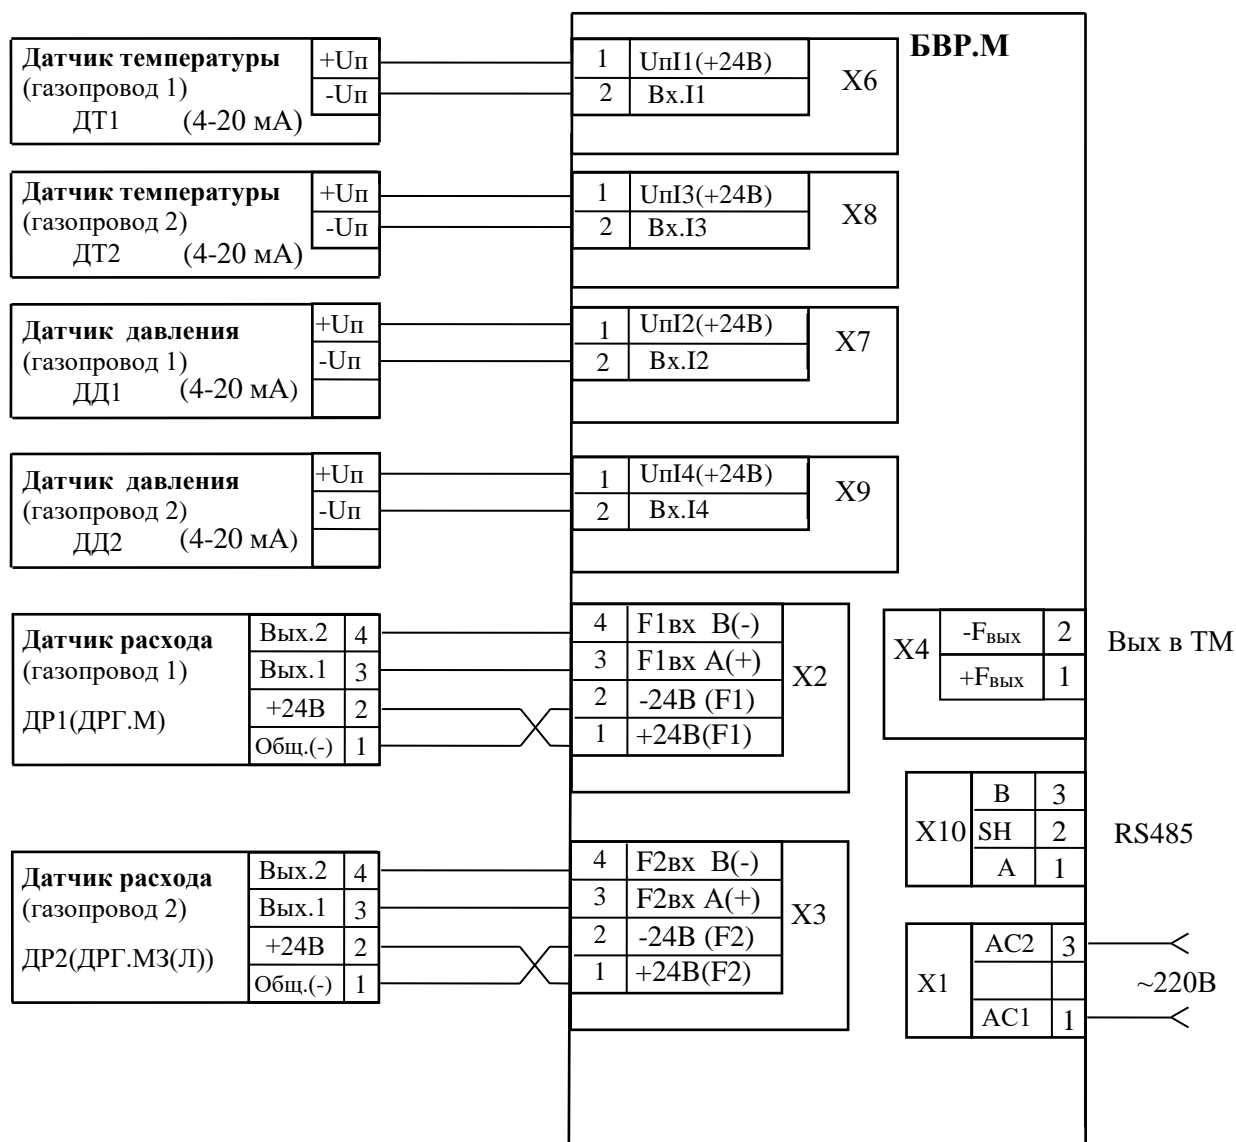 БВР.М
Датчик температуры
(газопровод 1)
ДТ1 (4-20 мА)
+Uп
-Uп
1 UпI1(+24В)
2 Вх.I1
X6
Датчик температуры
(газопровод 2)
ДТ2 (4-20 мА)
+Uп
-Uп
1 UпI3(+24В)
2 Вх.I3
X8
Датчик давления
(газопровод 1)
ДД1 (4-20 мА)
+Uп
-Uп
1 UпI2(+24В)
2 Вх.I2
X7
Датчик давления
(газопровод 2)
ДД2 (4-20 мА)
+Uп
-Uп
1 UпI4(+24В)
2 Вх.I4
X9
Датчик расхода
(газопровод 1)
ДР1(ДРГ.М)
Вых.2 4
Вых.1 3
+24В 2
Общ.(-) 1
4 F1вх В(-)
3 F1вх А(+)
2 -24В (F1)
1 +24В(F1)
X2
X4
-Fвых 2
+Fвых 1
Вых в ТМ
X10
B 3
SH 2
A 1
RS485
Датчик расхода
(газопровод 2)
ДР2(ДРГ.МЗ(Л))
Вых.2 4
Вых.1 3
+24В 2
Общ.(-) 1
4 F2вх В(-)
3 F2вх А(+)
2 -24В (F2)
1 +24В(F2)
X3
X1
AC2 3
AC1 1
~220В